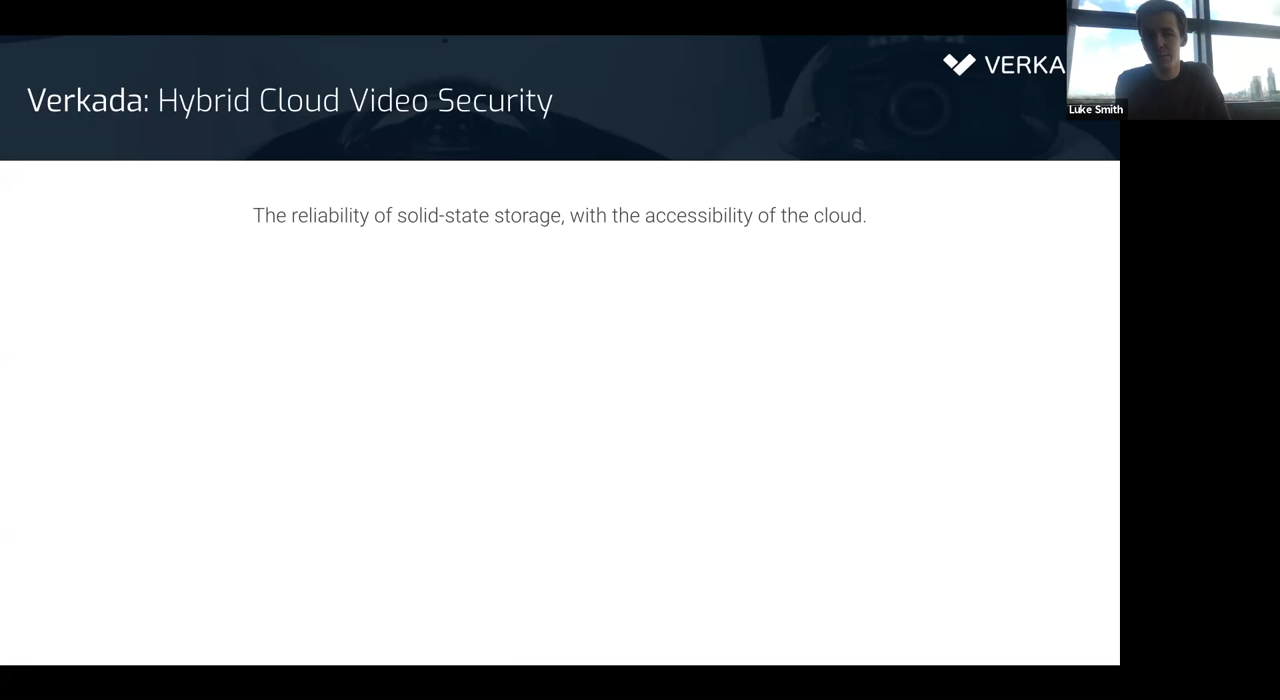 Verkada: Hybrid Cloud Video Security
VERKA
Luke Smith
The reliability of solid-state storage, with the accessibility of the cloud.